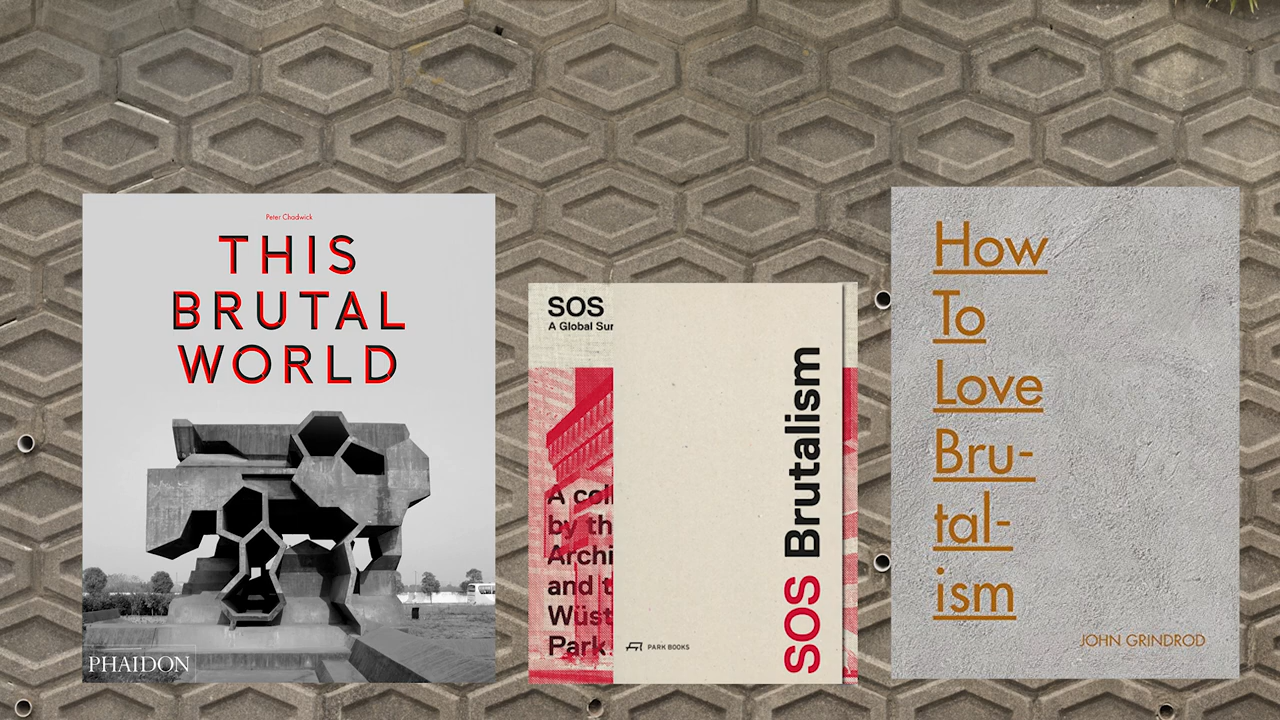 Peter Chadwick
THIS
BRUTAL
WORLD
PHAIDON
SOS
A Global Sur
A coll
by th
Archi
and t
Wüst
Park.
PARK BOOKS
SOS Brutalism
How
To
Love
Bru-
tal-
ism
JOHN GRINDROD